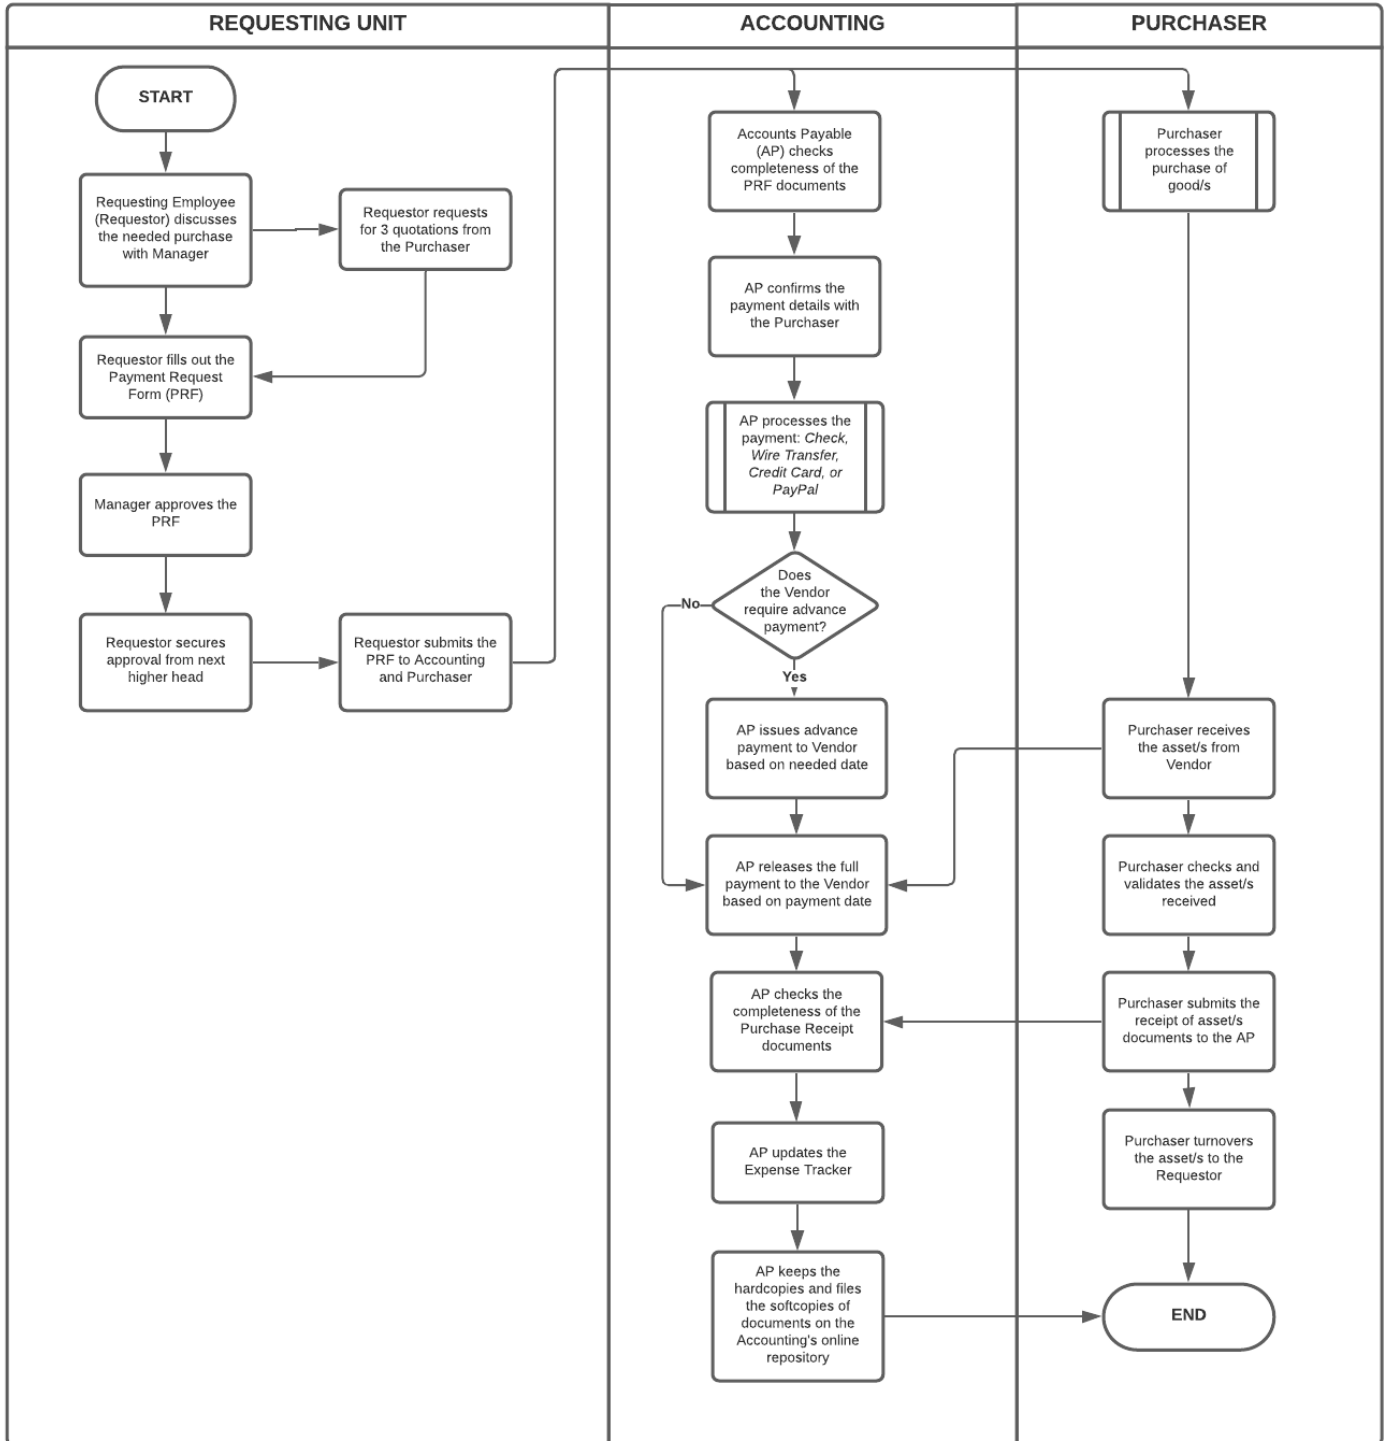 REQUESTING UNIT
ACCOUNTING
PURCHASER
START
Requesting Employee
(Requestor) discusses
the needed purchase
with Manager
Requestor requests
for 3 quotations from
the Purchaser
Requestor fills out the
Payment Request
Form (PRF)
Manager approves the
PRF
Requestor secures
approval from next
higher head
Requestor submits the
PRF to Accounting
and Purchaser
Accounts Payable
(AP) checks
completeness of the
PRF documents
AP confirms the
payment details with
the Purchaser
AP processes the
payment: Check,
Wire Transfer,
Credit Card, or
PayPal
Does
the Vendor
require advance
payment?
No
Yes
AP issues advance
payment to Vendor
based on needed date
AP releases the full
payment to the Vendor
based on payment date
AP checks the
completeness of the
Purchase Receipt
documents
AP updates the
Expense Tracker
AP keeps the
hardcopies and files
the softcopies of
documents on the
Accounting's online
repository
Purchaser
processes the
purchase of
good/s
Purchaser receives
the asset/s from
Vendor
Purchaser checks and
validates the asset/s
received
Purchaser submits the
receipt of asset/s
documents to the AP
Purchaser turnovers
the asset/s to the
Requestor
END